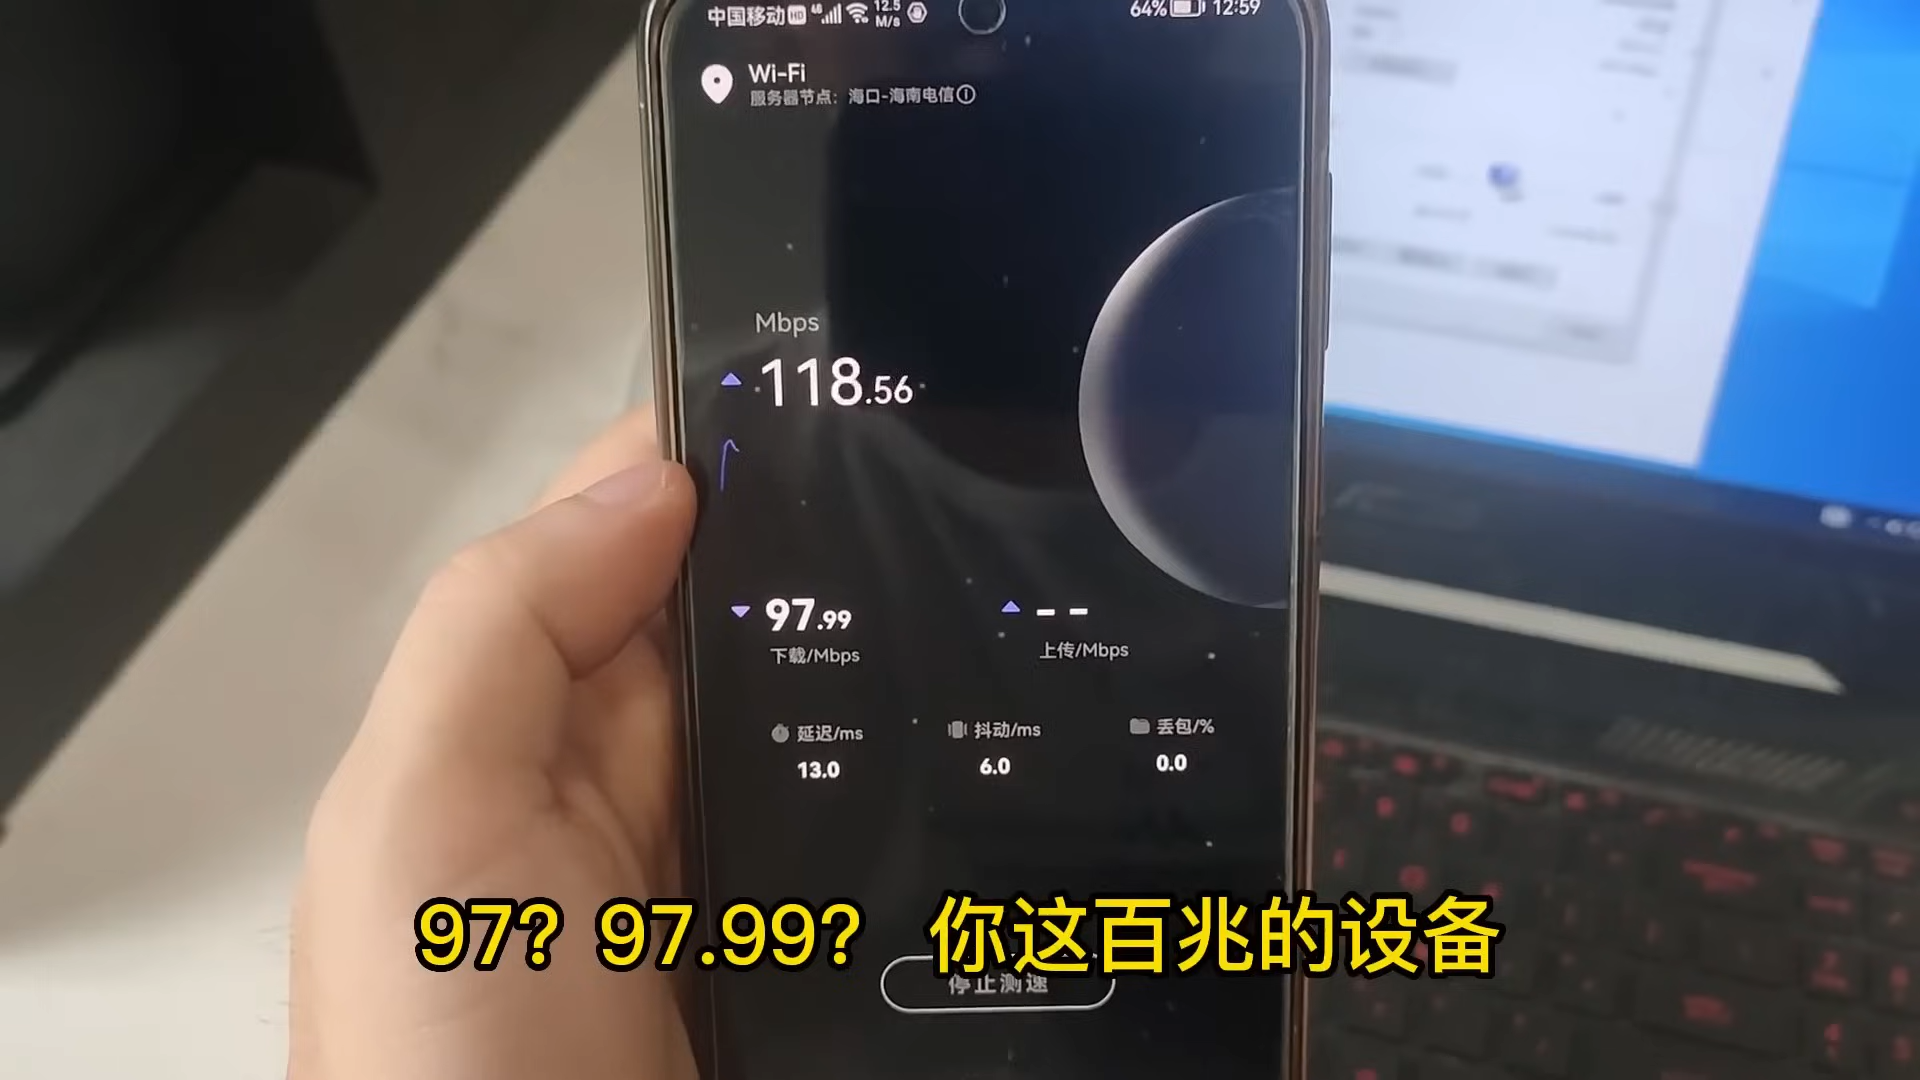 中国移动 HD 4G 12.5 M/s 64% 12:59
Wi-Fi
服务器节点：海口-海南电信
Mbps
118.56
97.99 - -
下载/Mbps 上传/Mbps
延迟/ms 抖动/ms 丢包/%
13.0 6.0 0.0
97？97.99？ 你这百兆的设备
停止测速